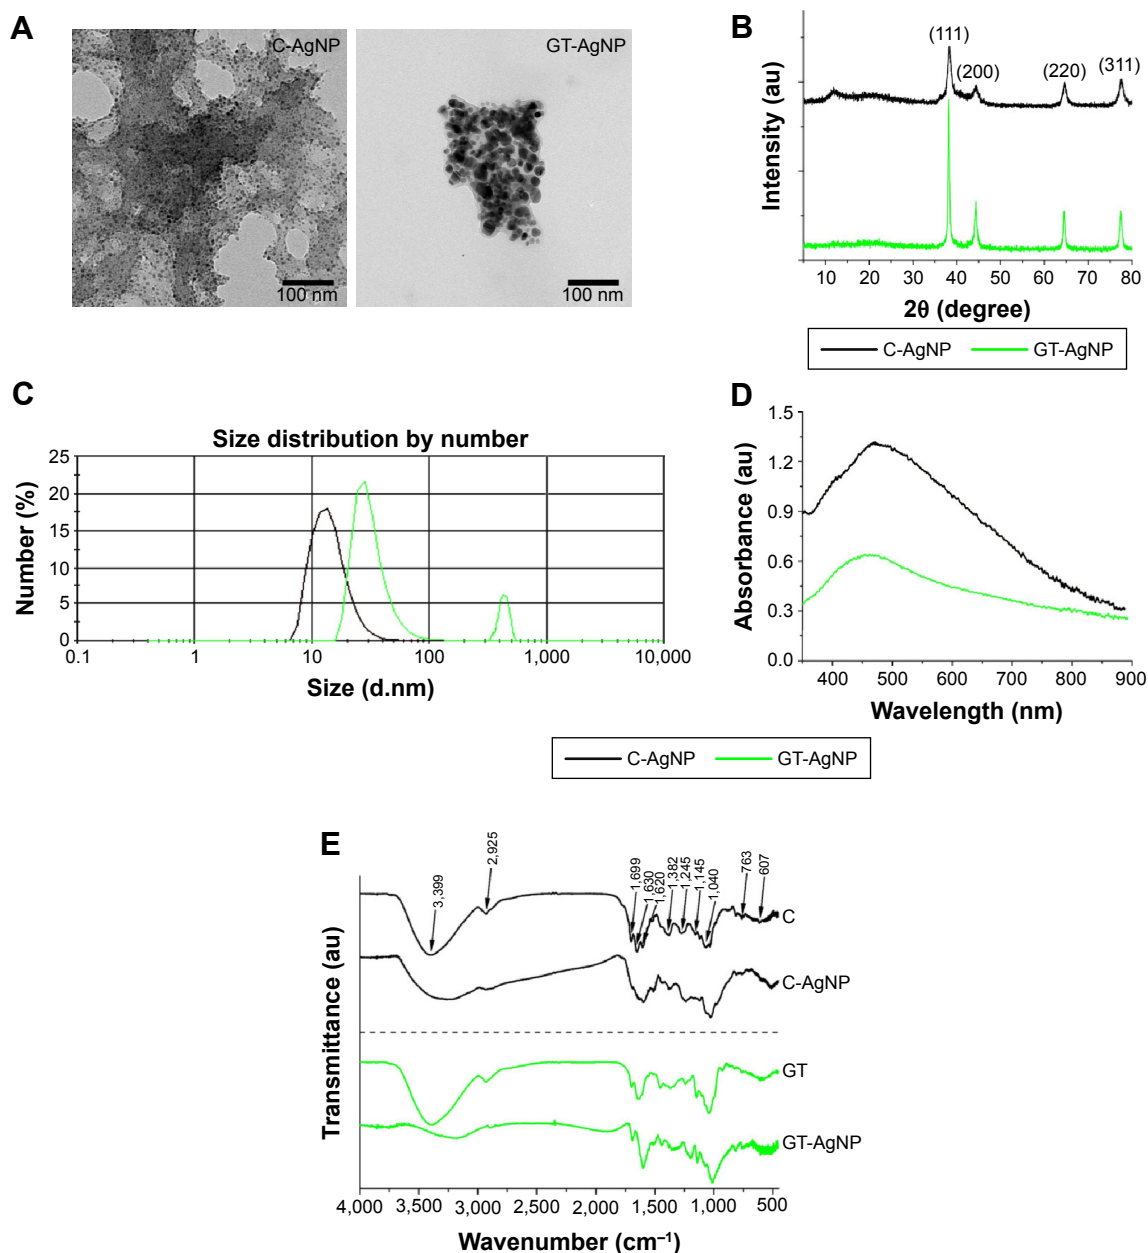 A
C-AgNP
100 nm
GT-AgNP
100 nm
B
Intensity (au)
(111)
(200)
(220)
(311)
10 20 30 40 50 60 70 80
2θ (degree)
C-AgNP GT-AgNP
C
Size distribution by number
Number (%)
25
20
15
10
5
0
0.1 1 10 100 1,000 10,000
Size (d.nm)
D
Absorbance (au)
1.5
1.2
0.9
0.6
0.3
0.0
400 500 600 700 800 900
Wavelength (nm)
C-AgNP GT-AgNP
E
Transmittance (au)
3,399
2,925
1,699
1,630
1,620
1,382
1,245
1,145
1,040
763
607
C
C-AgNP
GT
GT-AgNP
4,000 3,500 3,000 2,500 2,000 1,500 1,000 500
Wavenumber (cm⁻¹)